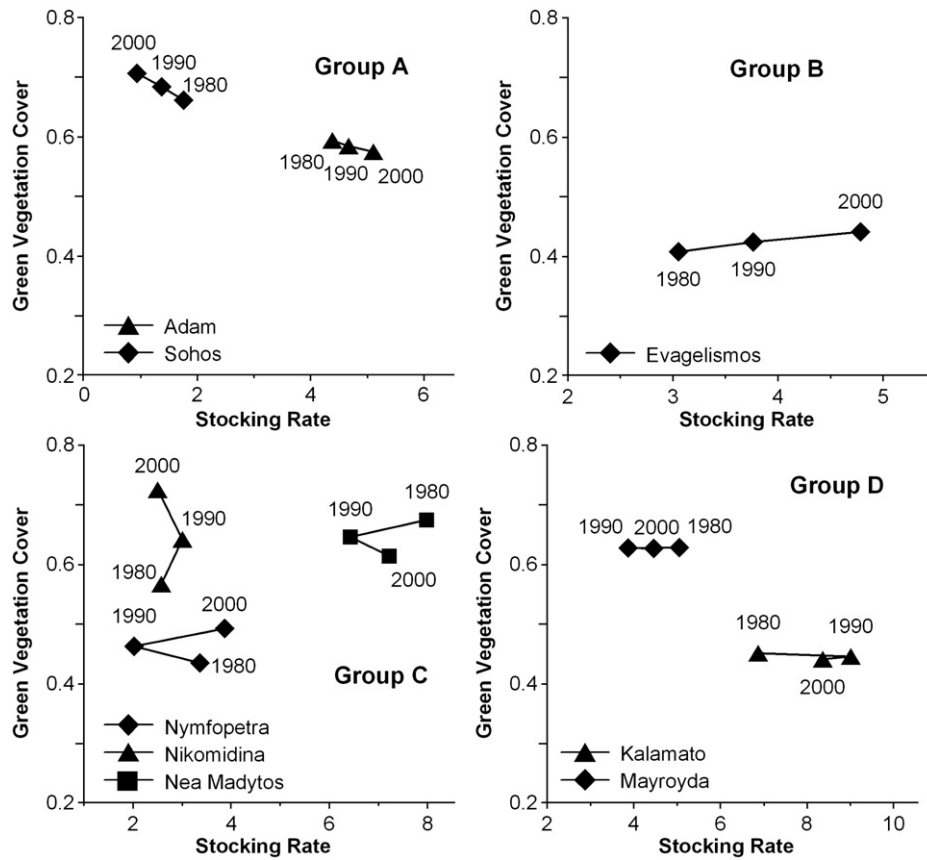 0.8
0.6
0.4
0.2
Green Vegetation Cover
2000
1990
1980
Group A
1980
1990
2000
Adam
Sohos
0 2 4 6
Stocking Rate
0.8
0.6
0.4
0.2
Green Vegetation Cover
Group B
2000
1980
1990
Evagelismos
2 3 4 5
Stocking Rate
0.8
0.6
0.4
0.2
Green Vegetation Cover
2000
1990
1980
1990
1980
2000
1990
2000
1980
Group C
Nymfopetra
Nikomidina
Nea Madytos
2 4 6 8
Stocking Rate
0.8
0.6
0.4
0.2
Green Vegetation Cover
Group D
1990 2000 1980
1980
1990
2000
Kalamato
Mayroyda
2 4 6 8 10
Stocking Rate